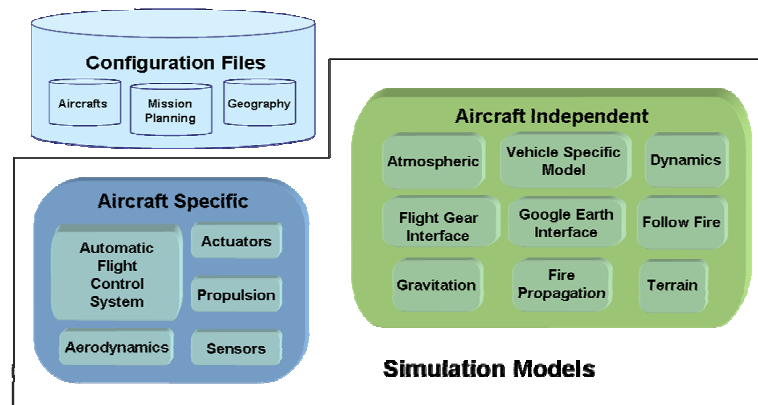 Configuration Files
Aircrafts
Mission
Planning
Geography
Aircraft Independent
Atmospheric
Vehicle Specific
Model
Dynamics
Flight Gear
Interface
Google Earth
Interface
Follow Fire
Gravitation
Fire
Propagation
Terrain
Aircraft Specific
Automatic
Flight
Control
System
Actuators
Propulsion
Aerodynamics
Sensors
Simulation Models